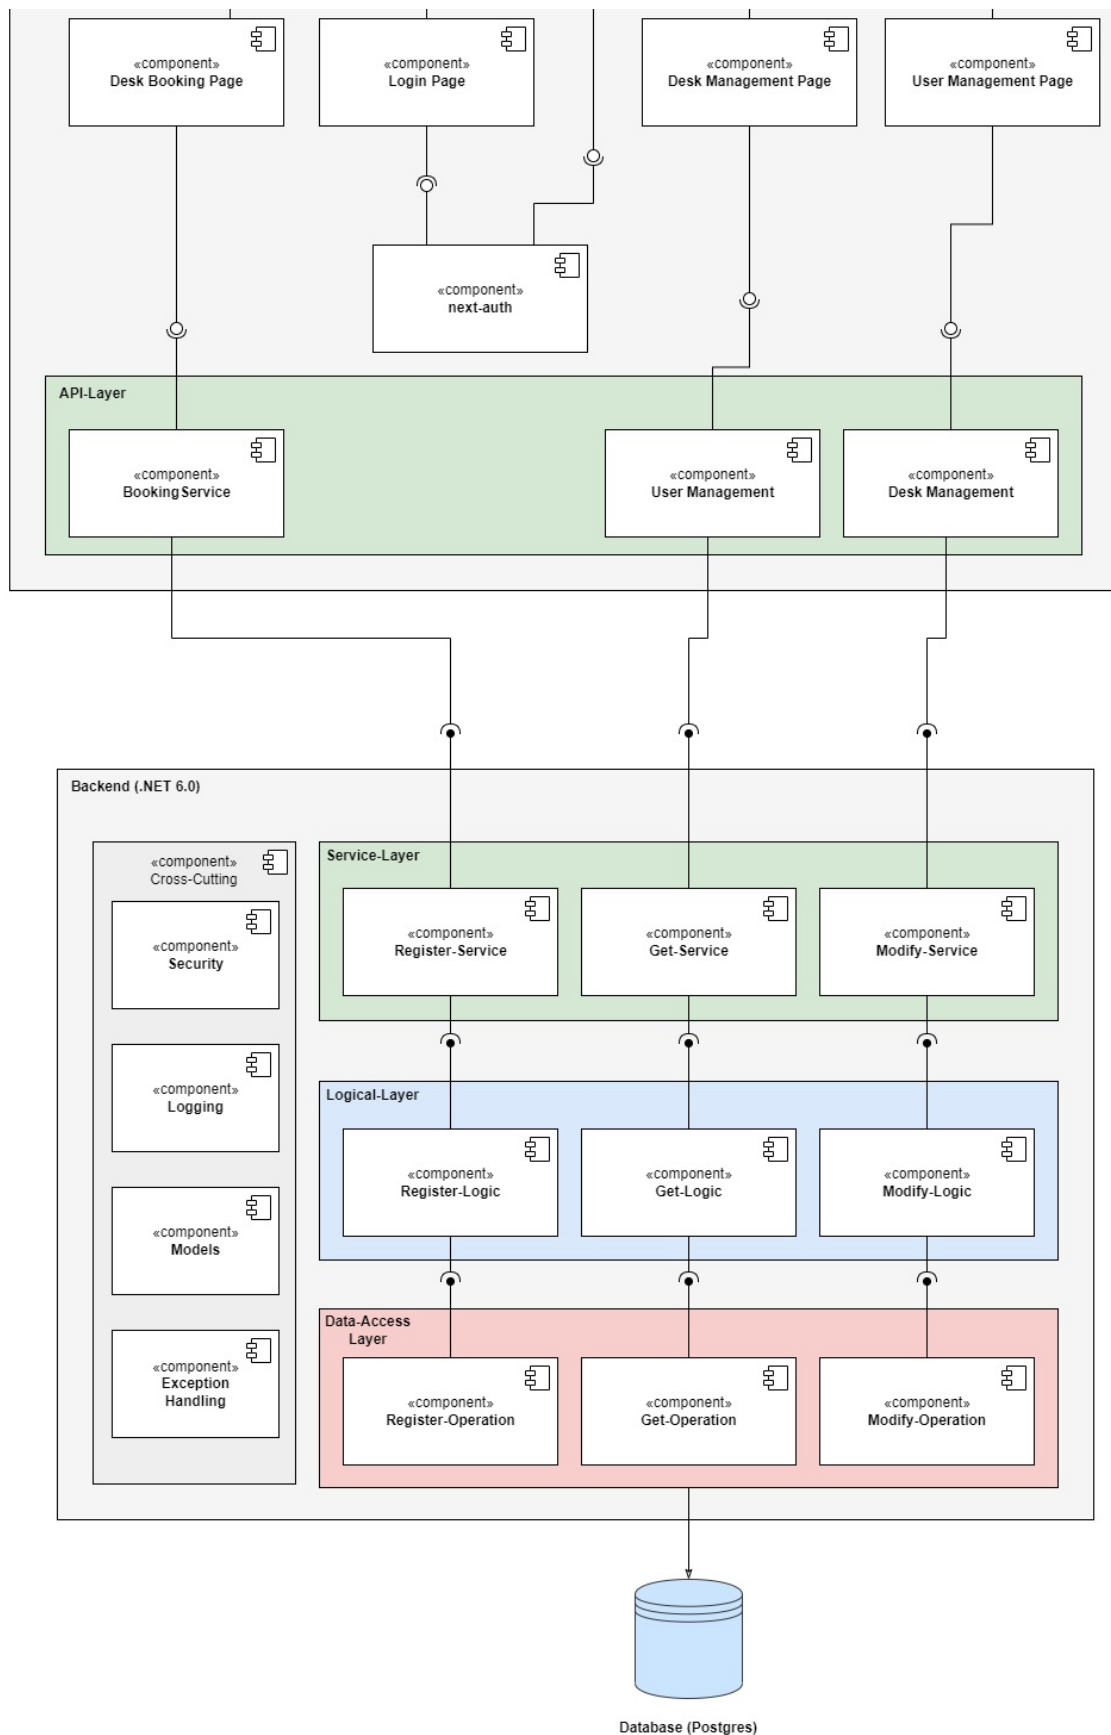 «component»
Desk Booking Page
«component»
Login Page
«component»
Desk Management Page
«component»
User Management Page
«component»
next-auth
API-Layer
«component»
BookingService
«component»
User Management
«component»
Desk Management
Backend (.NET 6.0)
«component»
Cross-Cutting
«component»
Security
«component»
Logging
«component»
Models
«component»
Exception
Handling
Service-Layer
«component»
Register-Service
«component»
Get-Service
«component»
Modify-Service
Logical-Layer
«component»
Register-Logic
«component»
Get-Logic
«component»
Modify-Logic
Data-Access
Layer
«component»
Register-Operation
«component»
Get-Operation
«component»
Modify-Operation
Database (Postgres)